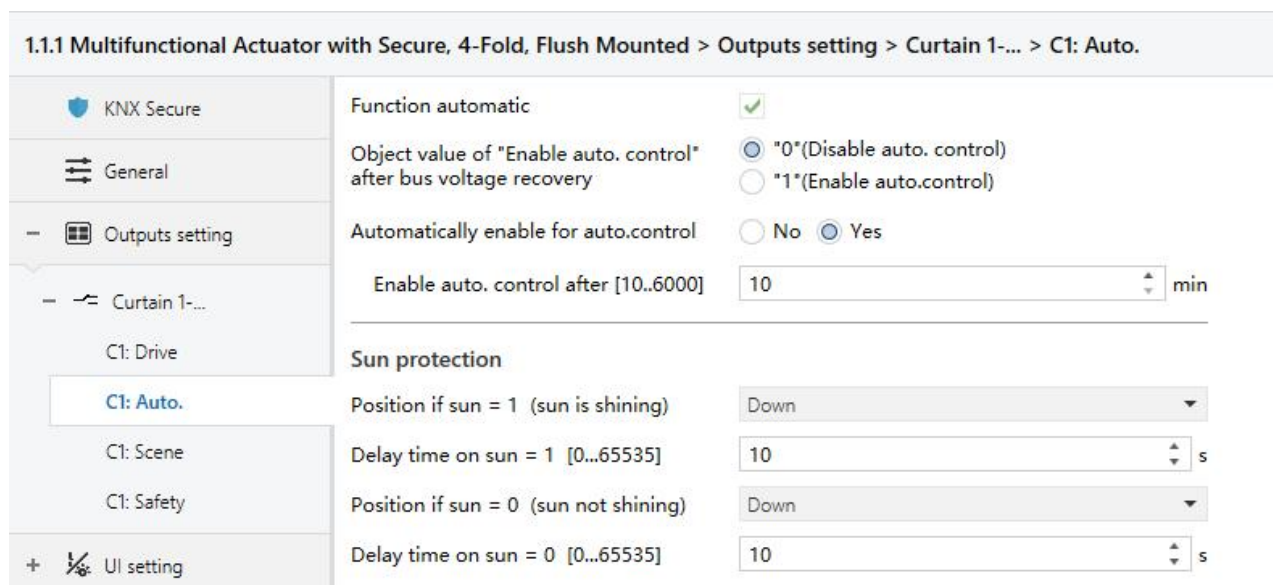 1.1.1 Multifunctional Actuator with Secure, 4-Fold, Flush Mounted > Outputs setting > Curtain 1-... > C1: Auto.
KNX Secure
General
Outputs setting
Curtain 1-...
C1: Drive
C1: Auto.
C1: Scene
C1: Safety
UI setting
Function automatic
Object value of "Enable auto. control"
after bus voltage recovery
"0"(Disable auto. control)
"1"(Enable auto.control)
Automatically enable for auto.control
No
Yes
Enable auto. control after [10..6000]
10
min
Sun protection
Position if sun = 1 (sun is shining)
Down
Delay time on sun = 1 [0...65535]
10
s
Position if sun = 0 (sun not shining)
Down
Delay time on sun = 0 [0...65535]
10
s